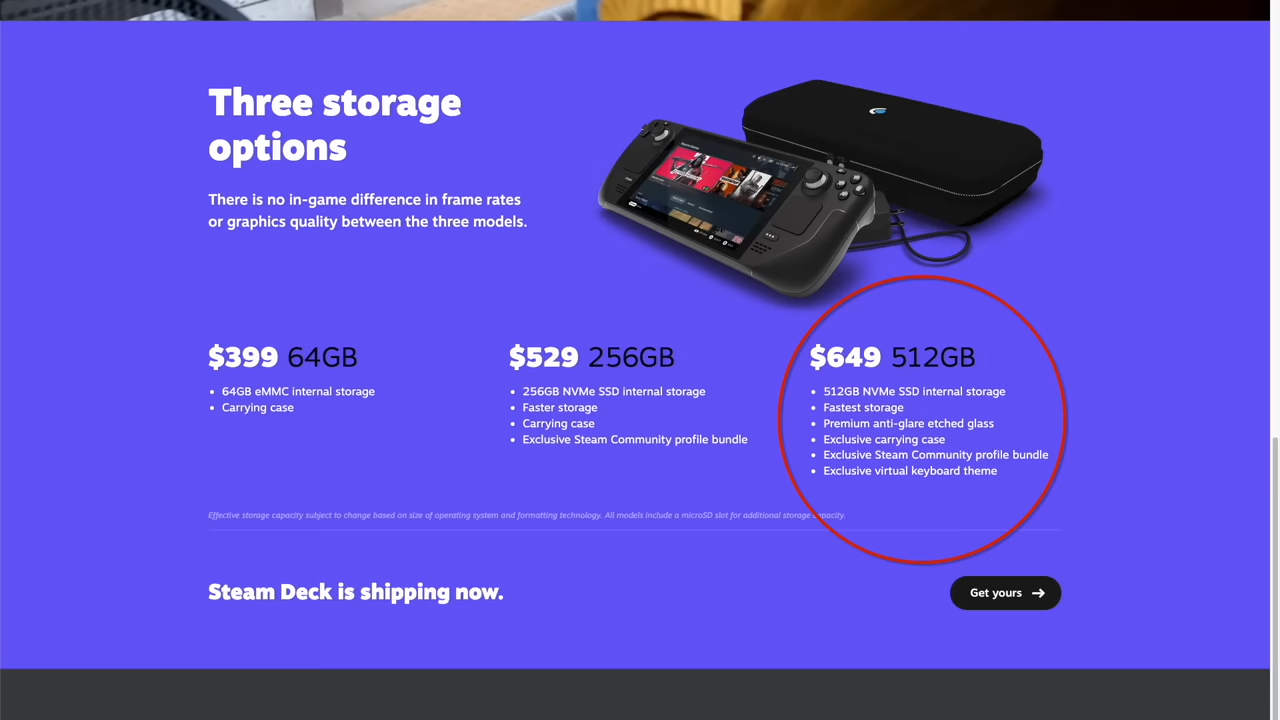 Three storage
options
There is no in-game difference in frame rates
or graphics quality between the three models.
$399 64GB
• 64GB eMMC internal storage
• Carrying case
$529 256GB
• 256GB NVMe SSD internal storage
• Faster storage
• Carrying case
• Exclusive Steam Community profile bundle
$649 512GB
• 512GB NVMe SSD internal storage
• Fastest storage
• Premium anti-glare etched glass
• Exclusive carrying case
• Exclusive Steam Community profile bundle
• Exclusive virtual keyboard theme
Effective storage capacity subject to change based on size of operating system and formatting technology. All models include a microSD slot for additional storage capacity.
Steam Deck is shipping now.
Get yours →